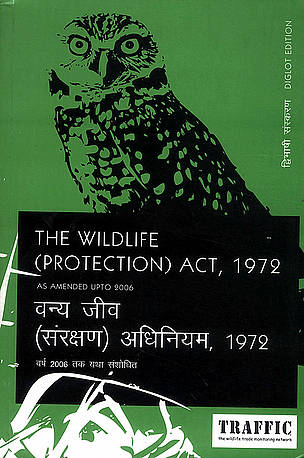 द्विभाषी संस्करण DIGLOT EDITION
THE WILDLIFE
(PROTECTION) ACT, 1972
AS AMENDED UPTO 2006
वन्य जीव
(संरक्षण) अधिनियम, 1972
वर्ष 2006 तक यथा संशोधित
TRAFFIC
the wildlife trade monitoring network